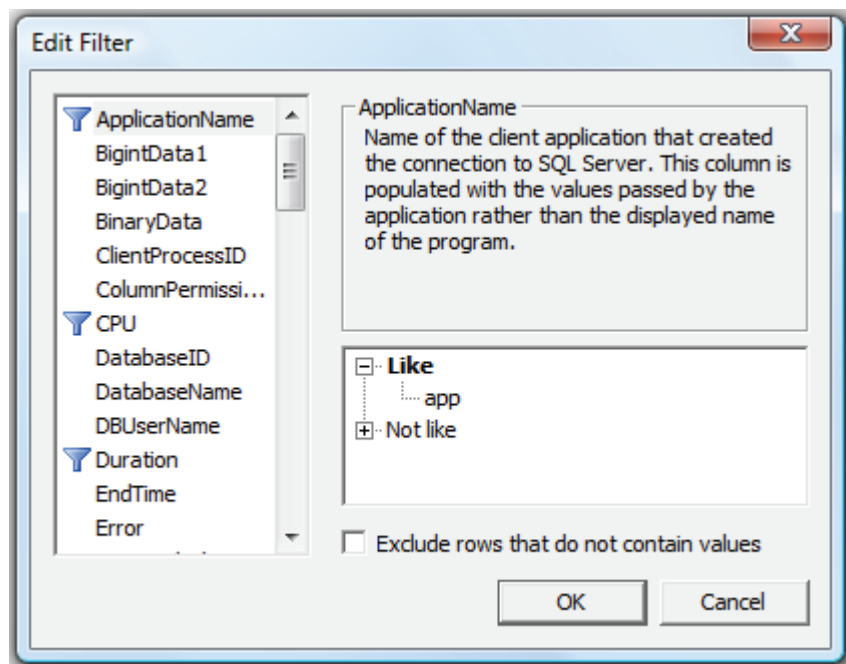 Edit Filter
ApplicationName
BigintData1
BigintData2
BinaryData
ClientProcessID
ColumnPermissi...
CPU
DatabaseID
DatabaseName
DBUserName
Duration
EndTime
Error
ApplicationName
Name of the client application that created
the connection to SQL Server. This column is
populated with the values passed by the
application rather than the displayed name
of the program.
Like
app
Not like
Exclude rows that do not contain values
OK
Cancel